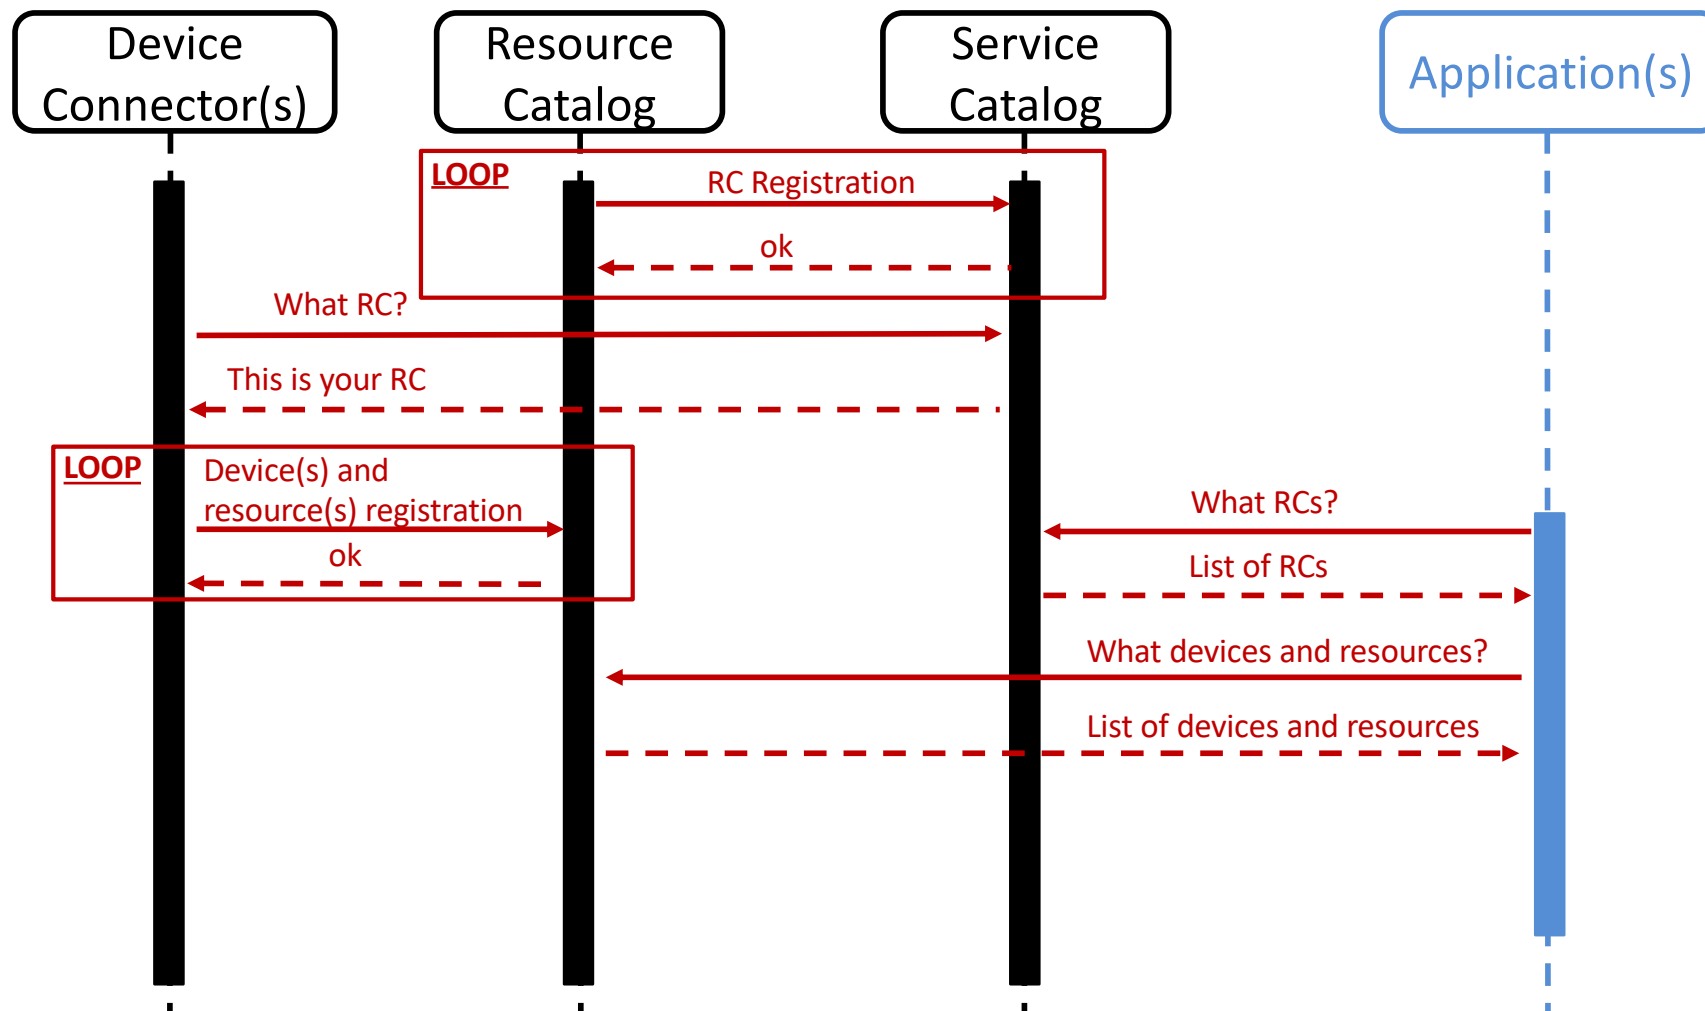 Device
Connector(s)
Resource
Catalog
Service
Catalog
Application(s)
LOOP
RC Registration
ok
What RC?
This is your RC
LOOP
Device(s) and
resource(s) registration
ok
What RCs?
List of RCs
What devices and resources?
List of devices and resources